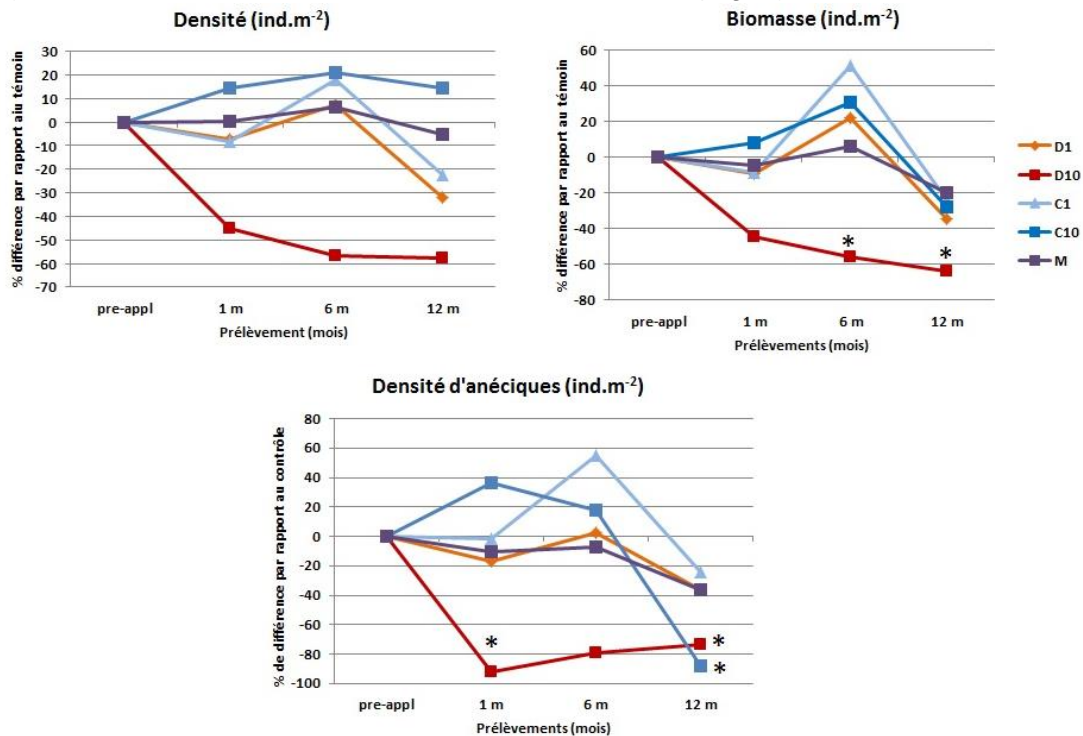 Densité (ind.m-2)
% différence par rapport au témoin
30
20
10
0
-10
-20
-30
-40
-50
-60
-70
pre-appl 1 m 6 m 12 m
Prélèvement (mois)
Biomasse (ind.m-2)
% différence par rapport au témoin
60
40
20
0
-20
-40
-60
-80
* *
pre-appl 1 m 6 m 12 m
Prélèvements (mois)
D1
D10
C1
C10
M
Densité d'anéciques (ind.m-2)
% de différence par rapport au contrôle
80
60
40
20
0
-20
-40
-60
-80
-100
* *
*
pre-appl 1 m 6 m 12 m
Prélèvements (mois)